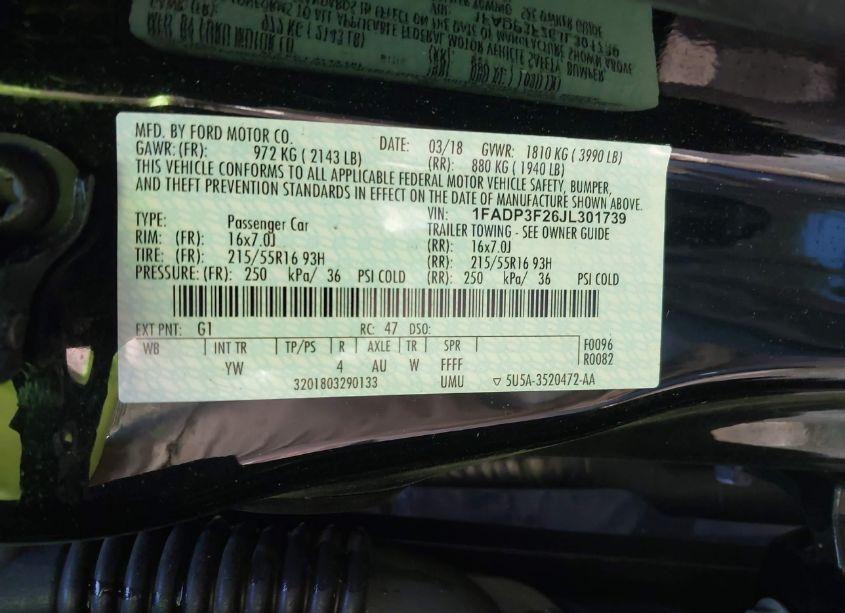 MFD. BY FORD MOTOR CO. DATE: 03/18 GVWR: 1810 KG ( 3990 LB)
GAWR: (FR): 972 KG ( 2143 LB) (RR): 880 KG ( 1940 LB)
THIS VEHICLE CONFORMS TO ALL APPLICABLE FEDERAL MOTOR VEHICLE SAFETY, BUMPER,
AND THEFT PREVENTION STANDARDS IN EFFECT ON THE DATE OF MANUFACTURE SHOWN ABOVE.
VIN: 1FADP3F26JL301739
TYPE: Passenger Car TRAILER TOWING - SEE OWNER GUIDE
RIM: (FR): 16x7.0J (RR): 16x7.0J
TIRE: (FR): 215/55R16 93H (RR): 215/55R16 93H
PRESSURE: (FR): 250 kPa/ 36 PSI COLD (RR): 250 kPa/ 36 PSI COLD
EXT PNT: G1 RC: 47 DSO:
WB INT TR TP/PS R AXLE TR SPR F0096
YW 4 AU W FFFF R0082
3201803290133 UMU ▽ 5U5A-3520472-AA